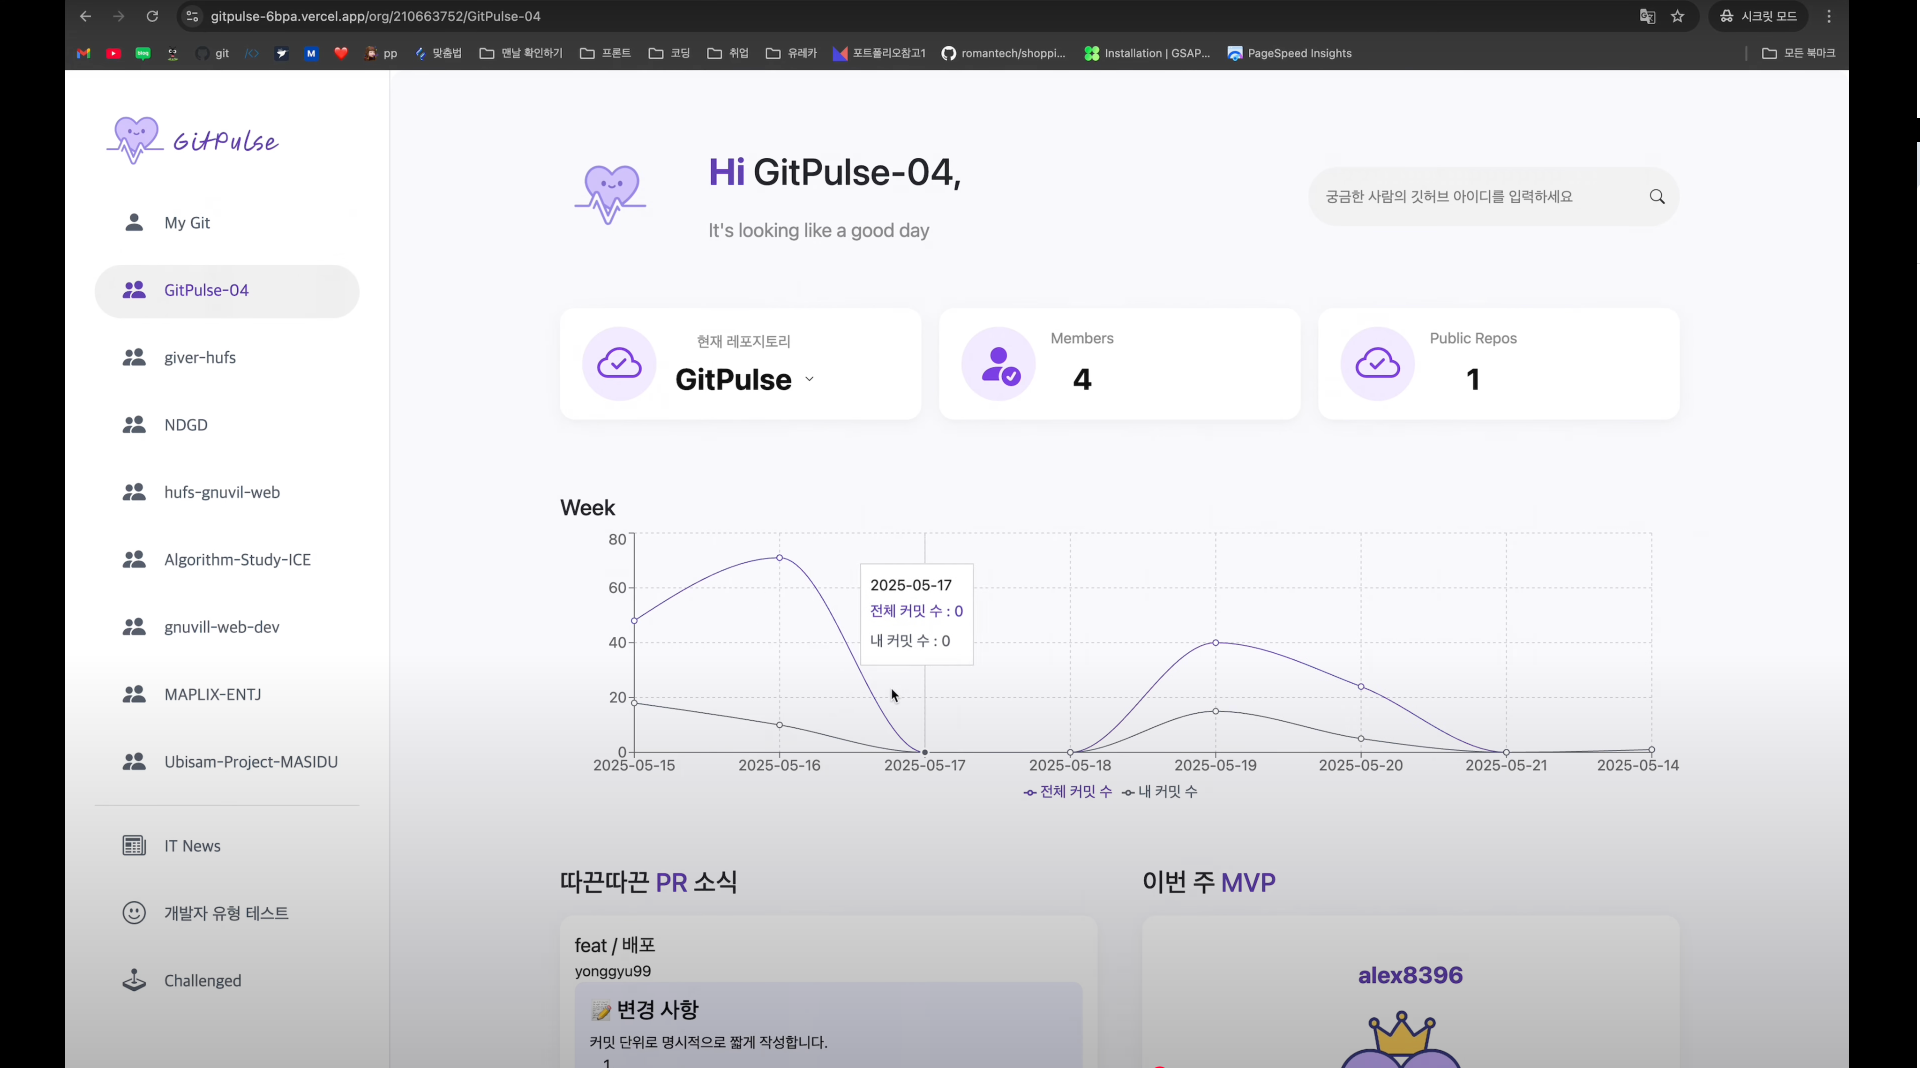 gitpulse-6bpa.vercel.app/org/210663752/GitPulse-04
시크릿 모드
git
M
pp
맞춤법
맨날 확인하기
프론트
코딩
취업
유레카
포트폴리오참고1
romantech/shoppi...
Installation | GSAP...
PageSpeed Insights
모든 북마크
GitPulse
My Git
GitPulse-04
giver-hufs
NDGD
hufs-gnuvil-web
Algorithm-Study-ICE
gnuvill-web-dev
MAPLIX-ENTJ
Ubisam-Project-MASIDU
IT News
개발자 유형 테스트
Challenged
Hi GitPulse-04,
It's looking like a good day
궁금한 사람의 깃허브 아이디를 입력하세요
현재 레포지토리
GitPulse
Members
4
Public Repos
1
Week
80
60
40
20
0
2025-05-17
전체 커밋 수 : 0
내 커밋 수 : 0
2025-05-15
2025-05-16
2025-05-17
2025-05-18
2025-05-19
2025-05-20
2025-05-21
2025-05-14
전체 커밋 수
내 커밋 수
따끈따끈 PR 소식
feat / 배포
yonggyu99
📝 변경 사항
커밋 단위로 명시적으로 짧게 작성합니다.
1
이번 주 MVP
alex8396